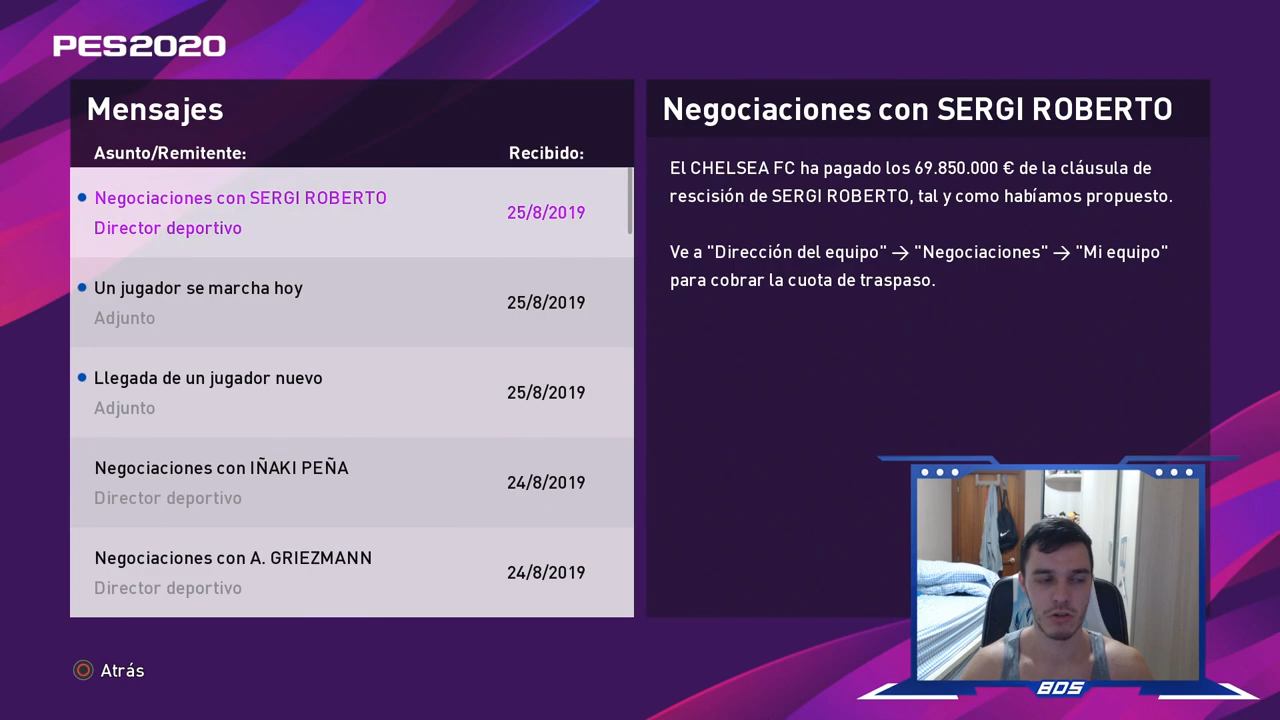 PES2020
Mensajes
Asunto/Remitente:
Recibido:
Negociaciones con SERGI ROBERTO
Director deportivo
25/8/2019
Un jugador se marcha hoy
Adjunto
25/8/2019
Llegada de un jugador nuevo
Adjunto
25/8/2019
Negociaciones con IÑAKI PEÑA
Director deportivo
24/8/2019
Negociaciones con A. GRIEZMANN
Director deportivo
24/8/2019
Negociaciones con SERGI ROBERTO
El CHELSEA FC ha pagado los 69.850.000 € de la cláusula de
rescisión de SERGI ROBERTO, tal y como habíamos propuesto.
Ve a "Dirección del equipo" → "Negociaciones" → "Mi equipo"
para cobrar la cuota de traspaso.
Atrás
BDS